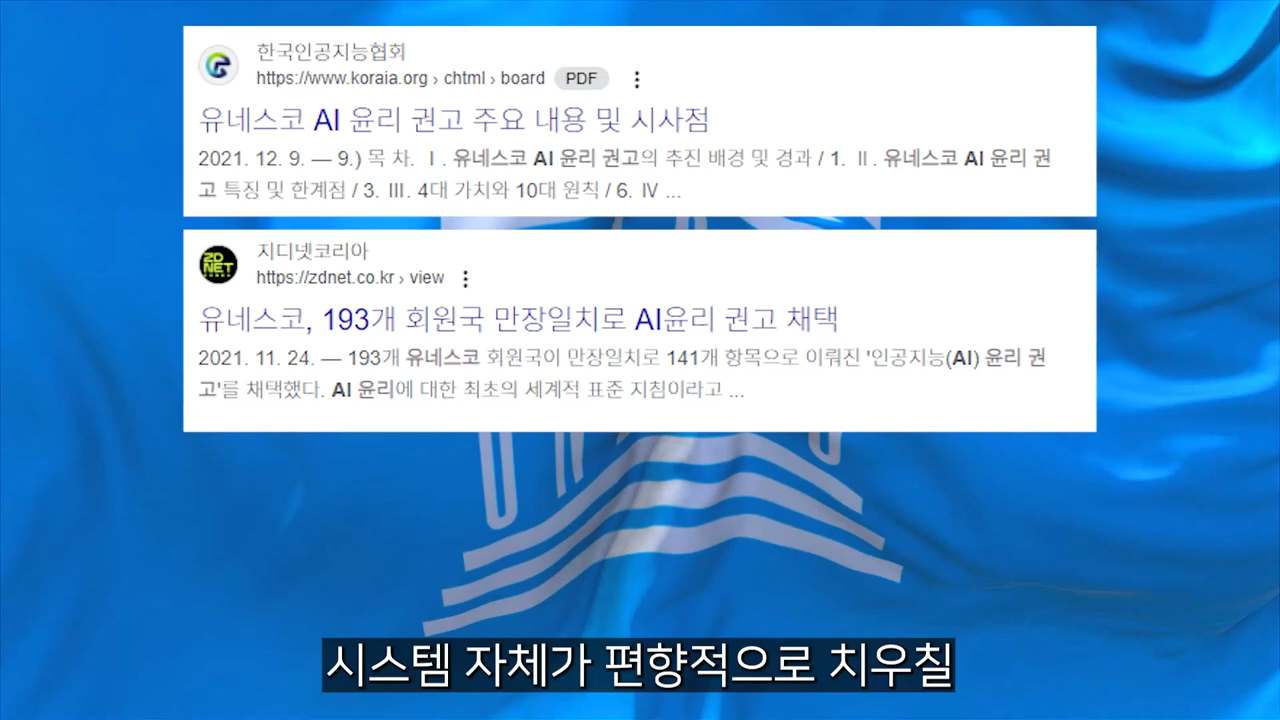 한국인공지능협회
https://www.koraia.org › chtml › board PDF
유네스코 AI 윤리 권고 주요 내용 및 시사점
2021. 12. 9. — 9.) 목 차. Ⅰ. 유네스코 AI 윤리 권고의 추진 배경 및 경과 / 1. Ⅱ. 유네스코 AI 윤리 권
고 특징 및 한계점 / 3. Ⅲ. 4대 가치와 10대 원칙 / 6. Ⅳ ...
ZD
NET
KOREA
지디넷코리아
https://zdnet.co.kr › view
유네스코, 193개 회원국 만장일치로 AI윤리 권고 채택
2021. 11. 24. — 193개 유네스코 회원국이 만장일치로 141개 항목으로 이뤄진 '인공지능(AI) 윤리 권
고'를 채택했다. AI 윤리에 대한 최초의 세계적 표준 지침이라고 ...
시스템 자체가 편향적으로 치우칠